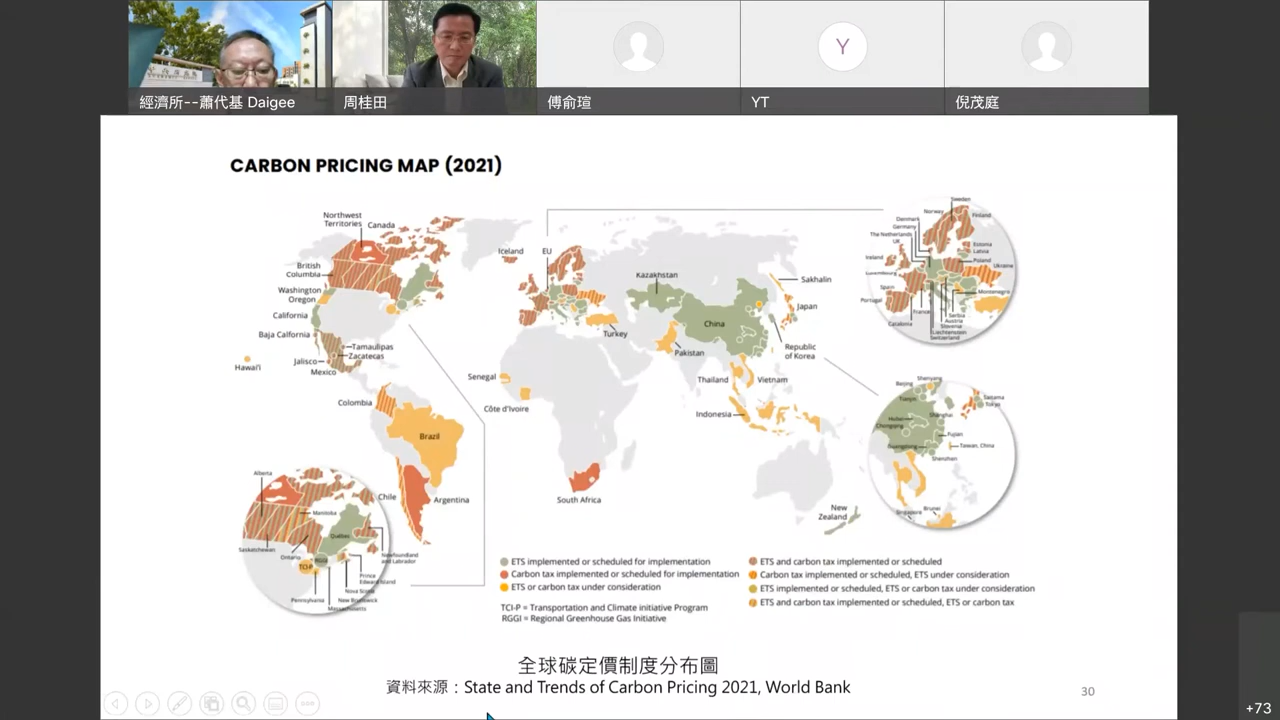 經濟所--蕭代基 Daigee
周桂田
傅俞瑄
Y
YT
倪茂庭
CARBON PRICING MAP (2021)
Northwest
Territories
Canada
British
Columbia
Washington
Oregon
California
Baja Calfornia
Hawai'i
Tamaulipas
Zacatecas
Jalisco
Mexico
Colombia
Brazil
Chile
Argentina
Iceland
EU
Kazakhstan
Turkey
China
Pakistan
Sakhalin
Japan
Republic
of Korea
Thailand
Vietnam
Indonesia
Senegal
Côte d'Ivoire
South Africa
New
Zealand
Sweden
Norway
Finland
Denmark
Germany
The Netherlands
UK
Estonia
Latvia
Ireland
Poland
Ukraine
Luxembourg
Spain
Portugal
Montenegro
France
Catalonia
Serbia
Austria
Slovenia
Liechtenstein
Switzerland
Shenyang
Beijing
Tianjin
Saitama
Tokyo
Hubei
Shanghai
Chongqing
Fujian
Guangdong
Taiwan, China
Shenzhen
Singapore
Brunei
Alberta
Manitoba
Québec
Saskatchewan
Ontario
Newfoundland
and Labrador
TCI-P
RGGI
Prince
Edward Island
Nova Scotia
New Brunswick
Pennsylvania
Massachusetts
ETS implemented or scheduled for implementation
Carbon tax implemented or scheduled for implementation
ETS or carbon tax under consideration
TCI-P = Transportation and Climate initiative Program
RGGI = Regional Greenhouse Gas Initiative
ETS and carbon tax implemented or scheduled
Carbon tax implemented or scheduled, ETS under consideration
ETS implemented or scheduled, ETS or carbon tax under consideration
ETS and carbon tax implemented or scheduled, ETS or carbon tax
全球碳定價制度分布圖
資料來源：State and Trends of Carbon Pricing 2021, World Bank
30
+73